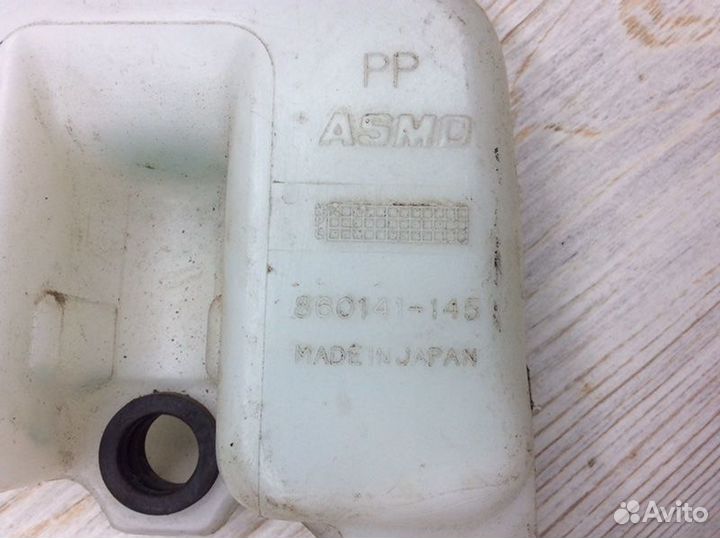 PP
ASMO
860141-145
MADE IN JAPAN
Avito